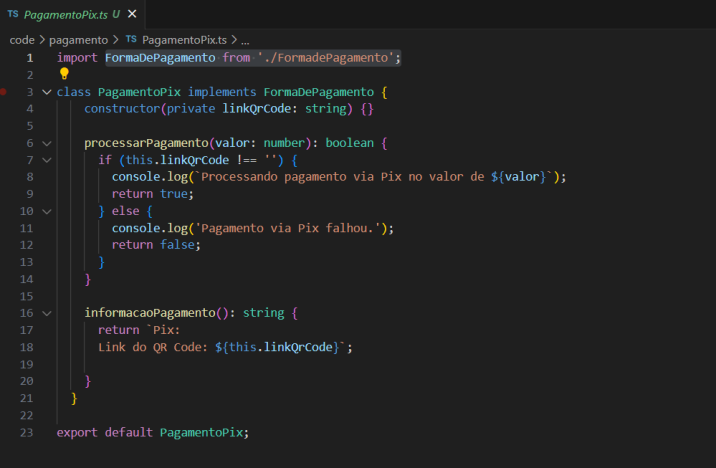 TS PagamentoPix.ts U ×
code > pagamento > TS PagamentoPix.ts > ...
1 import FormaDePagamento from './FormadePagamento';
2
3 class PagamentoPix implements FormaDePagamento {
4 constructor(private linkQrCode: string) {}
5
6 processarPagamento(valor: number): boolean {
7 if (this.linkQrCode !== '') {
8 console.log(`Processando pagamento via Pix no valor de ${valor}`);
9 return true;
10 } else {
11 console.log('Pagamento via Pix falhou.');
12 return false;
13 }
14 }
15
16 informacaoPagamento(): string {
17 return `Pix:
18 Link do QR Code: ${this.linkQrCode}`;
19
20 }
21 }
22
23 export default PagamentoPix;